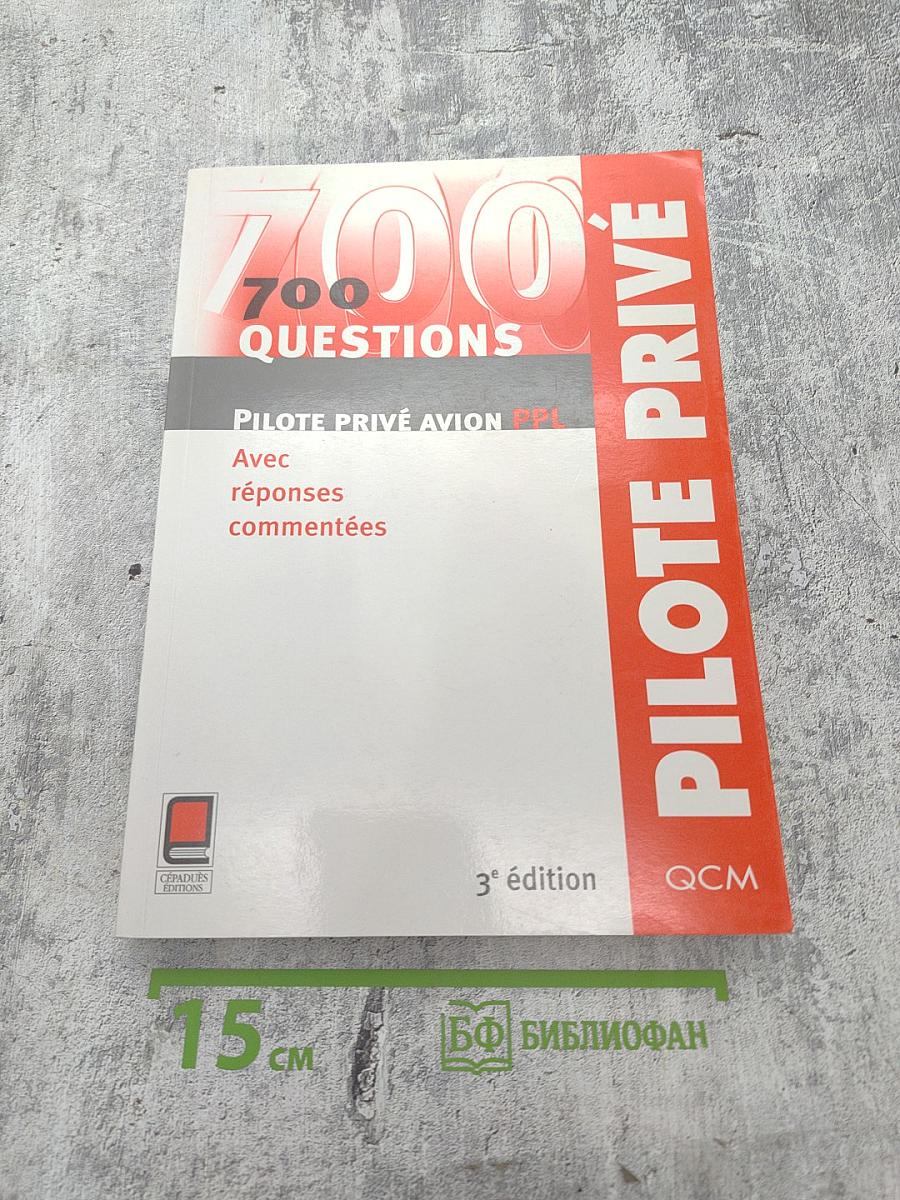 700
700
QUESTIONS
PILOTE PRIVÉ AVION PPL
Avec
réponses
commentées
PILOTE PRIVÉ
CÉPADUÈS
ÉDITIONS
3e édition
QCM
15 см
БФ БИБЛИОФАН